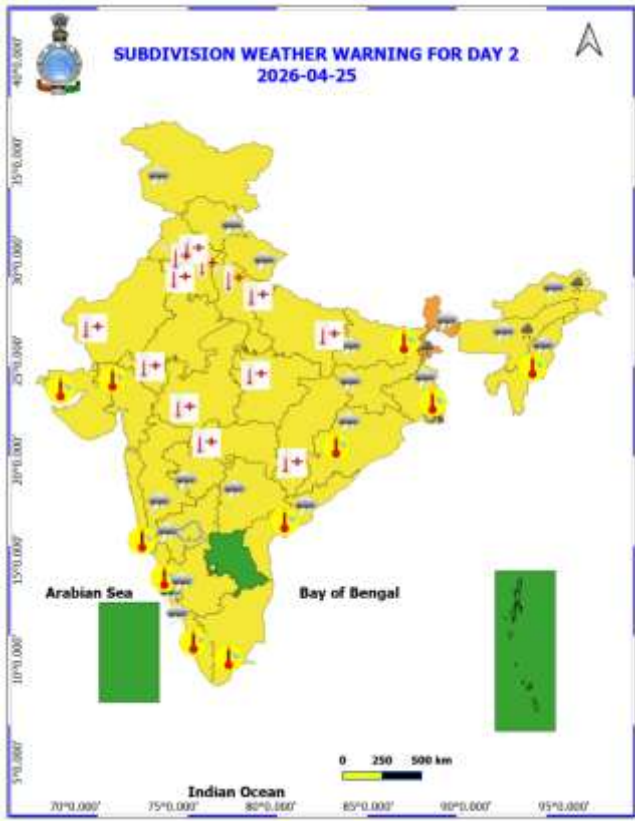 SUBDIVISION WEATHER WARNING FOR DAY 2
2026-04-25
40°0.000'
35°0.000'
30°0.000'
25°0.000'
20°0.000'
15°0.000'
10°0.000'
5°0.000'
Arabian Sea
Bay of Bengal
0 250 500 km
Indian Ocean
70°0.000' 75°0.000' 80°0.000' 85°0.000' 90°0.000' 95°0.000'